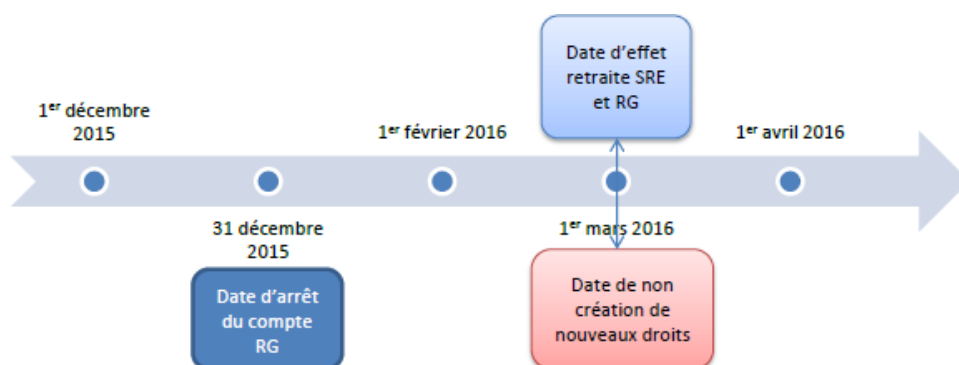 Date d'effet
retraite SRE
et RG
1er décembre
2015
1er février 2016
1er avril 2016
31 décembre
2015
1er mars 2016
Date d'arrêt
du compte
RG
Date de non
création de
nouveaux droits